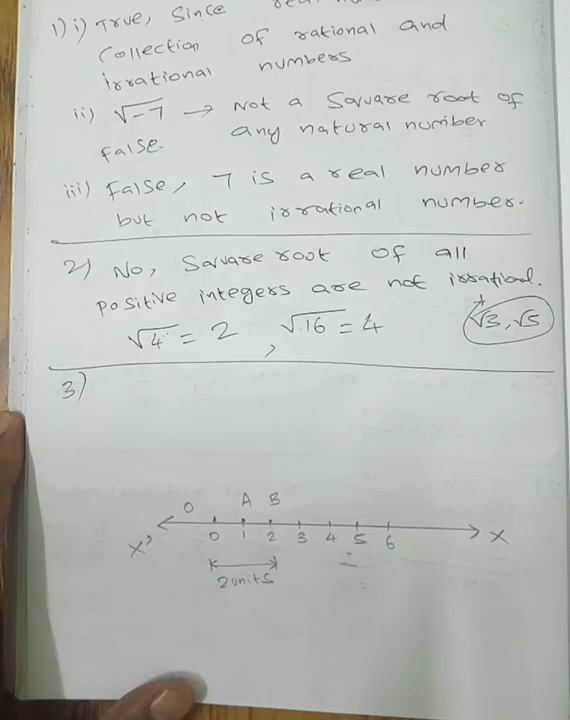 1) i) True, Since
Collection of rational and
irrational numbers
ii) √-7 → Not a Square root of
False. any natural number
iii) False, 7 is a real number
but not irrational number.
2) No, Square root of all
Positive integers are not irrational.
√4 = 2 , √16 = 4 √3, √5
3)
O A B
X' 0 1 2 3 4 5 6 X
2units